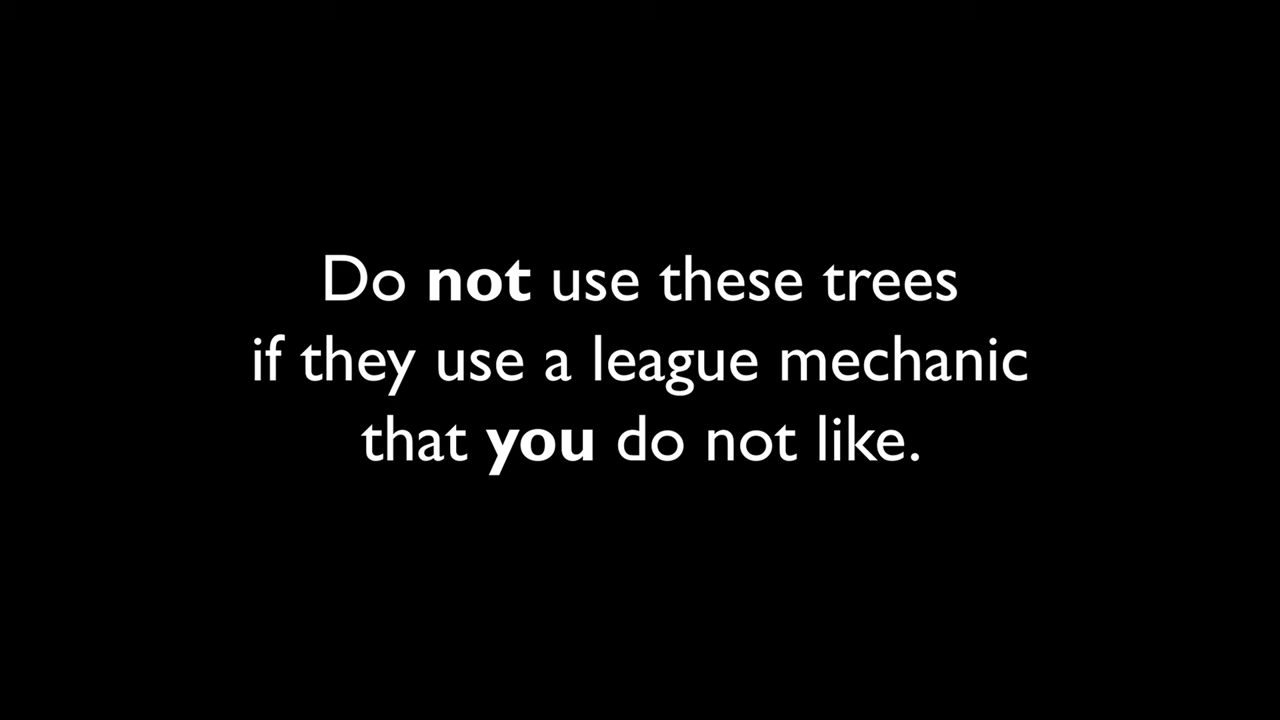 Do not use these trees
if they use a league mechanic
that you do not like.